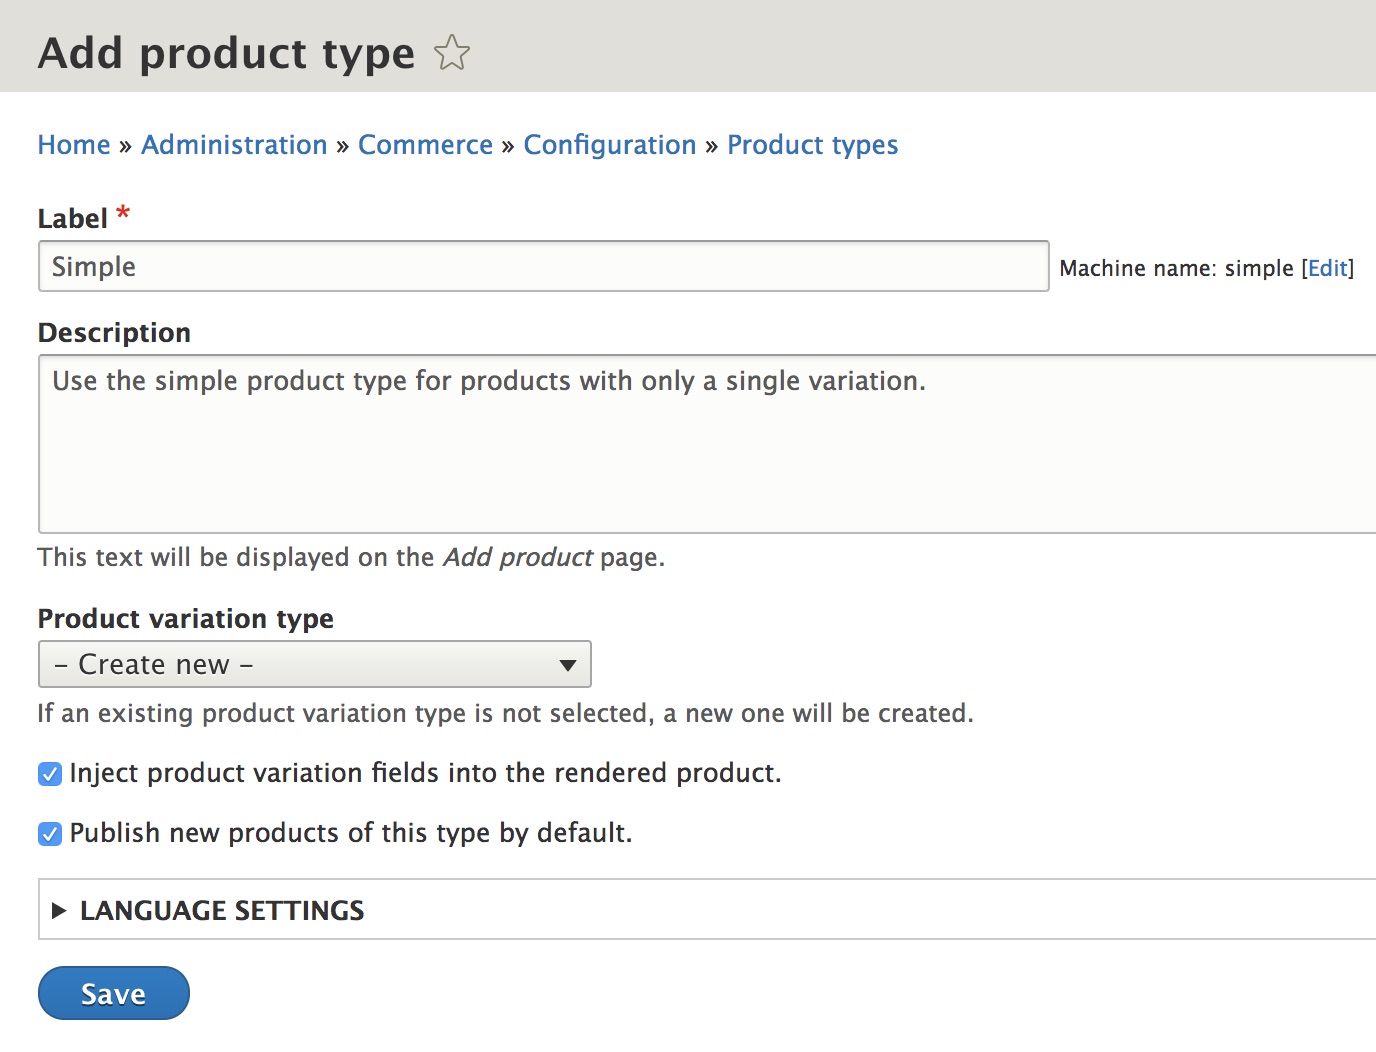 Add product type
Home » Administration » Commerce » Configuration » Product types
Label *
Simple
Machine name: simple [Edit]
Description
Use the simple product type for products with only a single variation.
This text will be displayed on the Add product page.
Product variation type
– Create new –
If an existing product variation type is not selected, a new one will be created.
Inject product variation fields into the rendered product.
Publish new products of this type by default.
LANGUAGE SETTINGS
Save